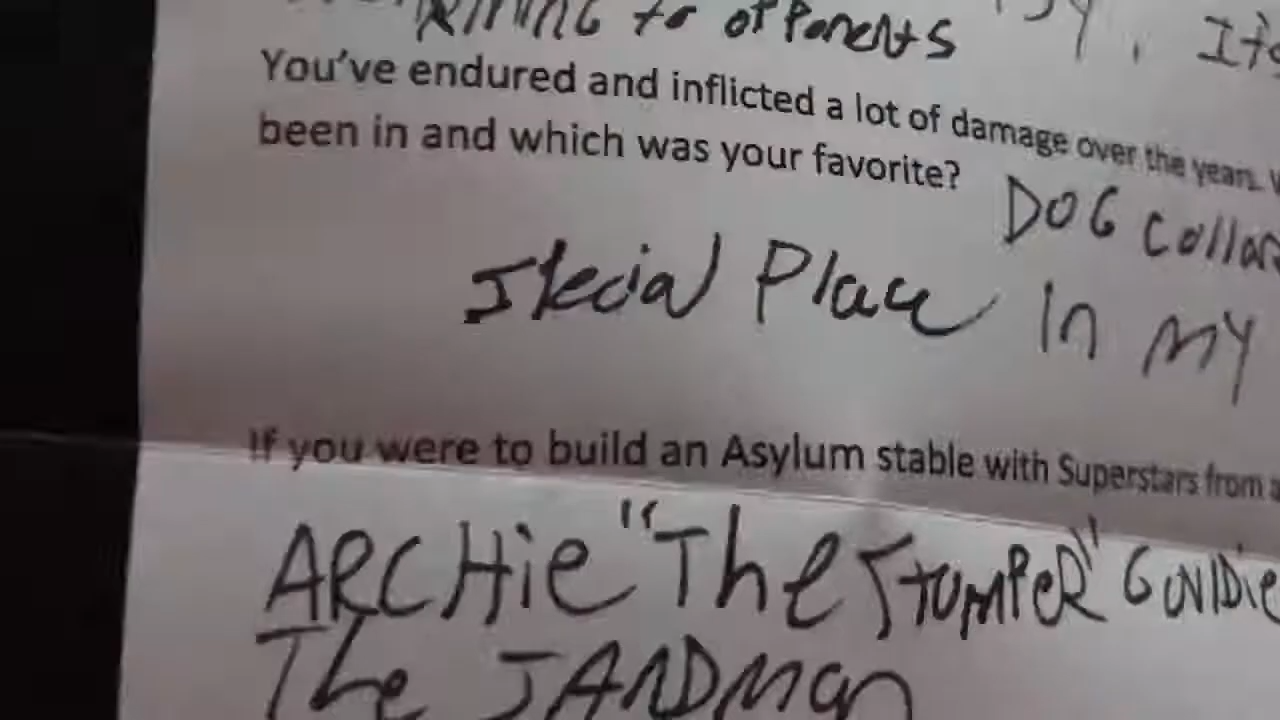 to opponents
You've endured and inflicted a lot of damage over the years.
been in and which was your favorite? DOG Collar
Special Place In MY
If you were to build an Asylum stable with Superstars from
ARCHie "The STOMPeR" GOulDie
The SANDMan